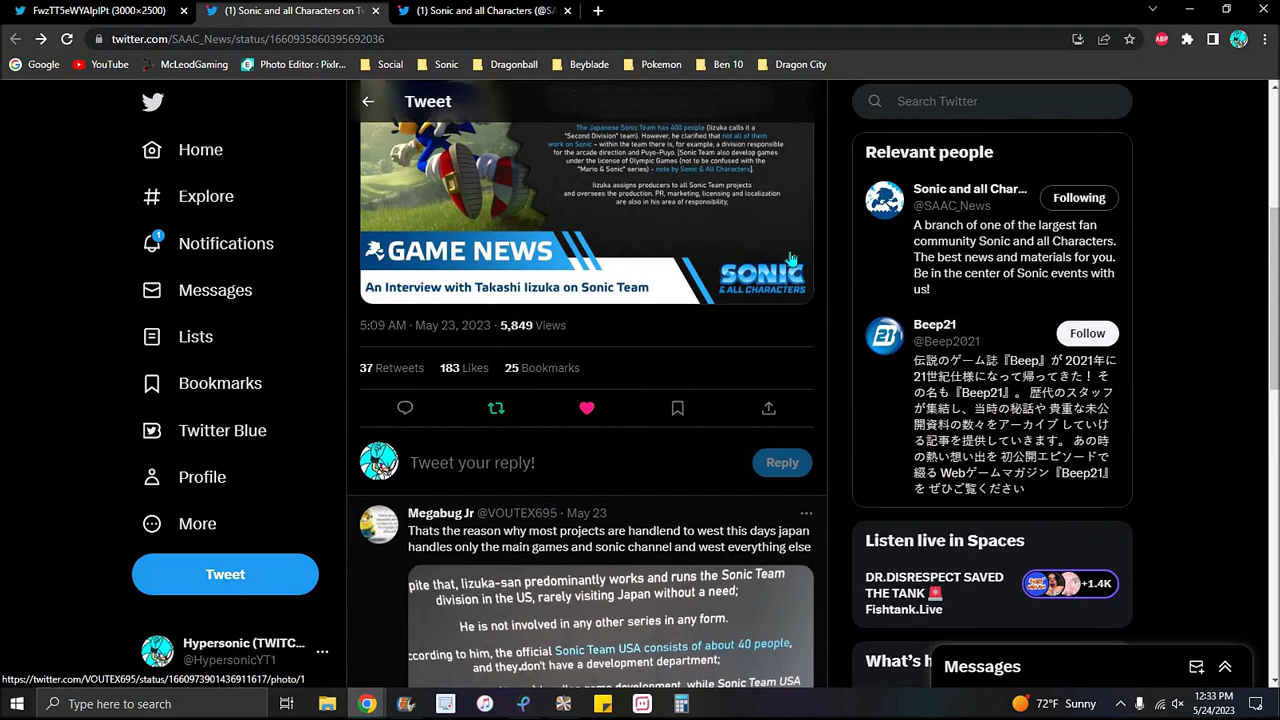 FwzTT5eWYAIpIPt (3000×2500)
(1) Sonic and all Characters on Tw
(1) Sonic and all Characters (@SA
twitter.com/SAAC_News/status/1660935860395692036
Google
YouTube
McLeodGaming
Photo Editor : Pixlr...
Social
Sonic
Dragonball
Beyblade
Pokemon
Ben 10
Dragon City
Home
Explore
Notifications
1
Messages
Lists
Bookmarks
Twitter Blue
Profile
More
Tweet
Hypersonic (TWITC...
@HypersonicYT1
https://twitter.com/VOUTEX695/status/1660973901436911617/photo/1
Tweet
The Japanese Sonic Team has 400 people (Iizuka calls it a
"Second Division" team). However, he clarified that not all of them
work on Sonic - within the team there is, for example, a division responsible
for the arcade direction and Puyo-Puyo. [Sonic Team also develop games
under the license of Olympic Games (not to be confused with the
"Mario & Sonic" series) - note by Sonic & All Characters].
Iizuka assigns producers to all Sonic Team projects
and oversees the production. PR, marketing, licensing and localization
are also in his area of responsibility;
GAME NEWS
An Interview with Takashi Iizuka on Sonic Team
SONIC
& ALL CHARACTERS
5:09 AM · May 23, 2023 · 5,849 Views
37 Retweets 183 Likes 25 Bookmarks
Tweet your reply!
Reply
Megabug Jr @VOUTEX695 · May 23
Thats the reason why most projects are handlend to west this days japan
handles only the main games and sonic channel and west everything else
pite that, Iizuka-san predominantly works and runs the Sonic Team
division in the US, rarely visiting Japan without a need;
He is not involved in any other series in any form.
ccording to him, the official Sonic Team USA consists of about 40 people,
and they don't have a development department;
Search Twitter
Relevant people
Sonic and all Char...
@SAAC_News
Following
A branch of one of the largest fan
community Sonic and all Characters.
The best news and materials for you.
Be in the center of Sonic events with
us!
Beep21
@Beep2021
Follow
伝説のゲーム誌『Beep』が 2021年に
21世紀仕様になって帰ってきた！ そ
の名も『Beep21』。 歴代のスタッフ
が集結し、当時の秘話や 貴重な未公
開資料の数々をアーカイブ してい
る記事を提供していきます。 あの時
の熱い想い出を 初公開エピソードで
綴る Webゲームマガジン『Beep21』
を ぜひご覧ください
Listen live in Spaces
DR.DISRESPECT SAVED
THE TANK 🚨
Fishtank.Live
+1.4K
What's h
Messages
Type here to search
72°F Sunny
12:33 PM
5/24/2023